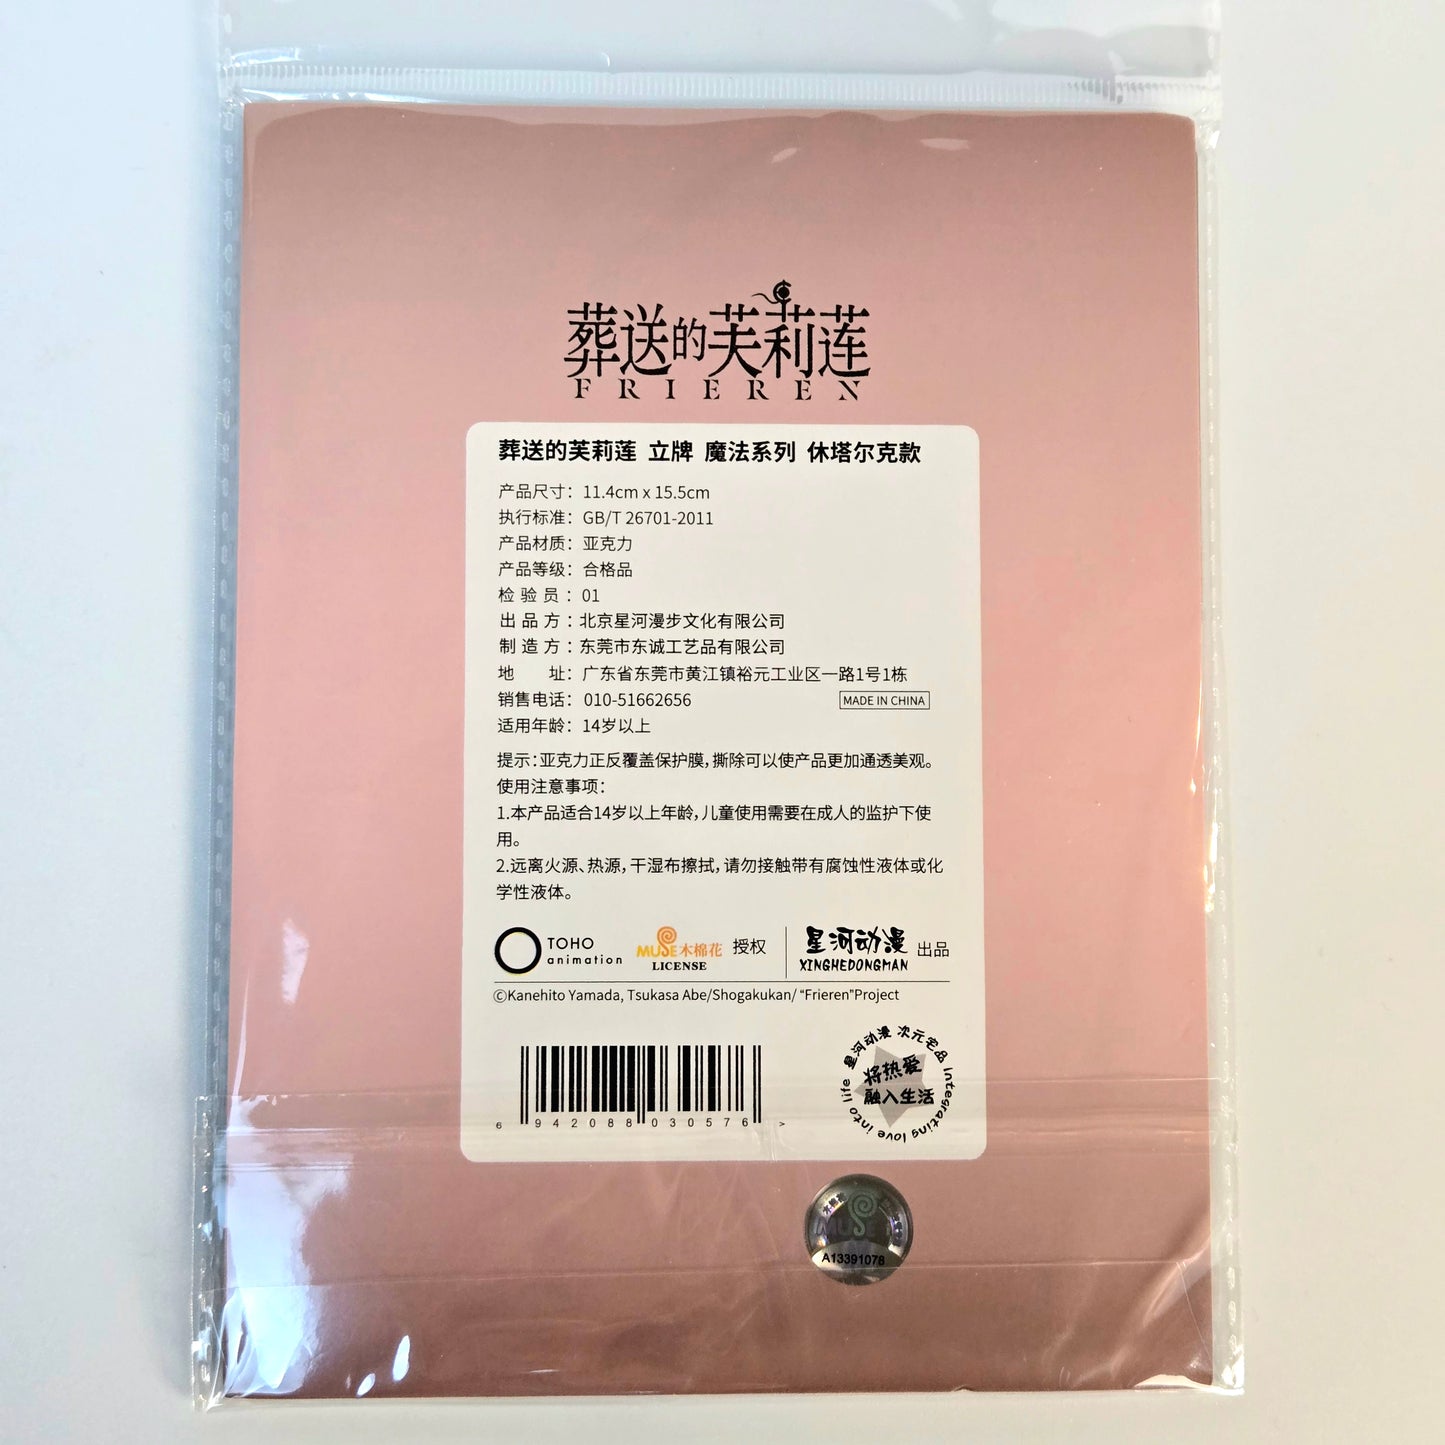 葬送的芙莉莲
FRIEREN
葬送的芙莉莲 立牌 魔法系列 休塔尔克款
产品尺寸：11.4cm x 15.5cm
执行标准：GB/T 26701-2011
产品材质：亚克力
产品等级：合格品
检验员：01
出品方：北京星河漫步文化有限公司
制造方：东莞市东诚工艺品有限公司
地 址：广东省东莞市黄江镇裕元工业区一路1号1栋
销售电话：010-51662656
MADE IN CHINA
适用年龄：14岁以上
提示：亚克力正反覆盖保护膜，撕除可以使产品更加通透美观。
使用注意事项：
1.本产品适合14岁以上年龄，儿童使用需要在成人的监护下使
用。
2.远离火源、热源，干湿布擦拭，请勿接触带有腐蚀性液体或化
学性液体。
TOHO
animation
MUSE木棉花
LICENSE
授权
星河动漫
XINGHEDONGMAN
出品
©Kanehito Yamada, Tsukasa Abe/Shogakukan/ “Frieren”Project
星河动漫 次元宅品 Integrating love into life
将热爱
融入生活
6 942088 030576 >
MUSE
A13391078